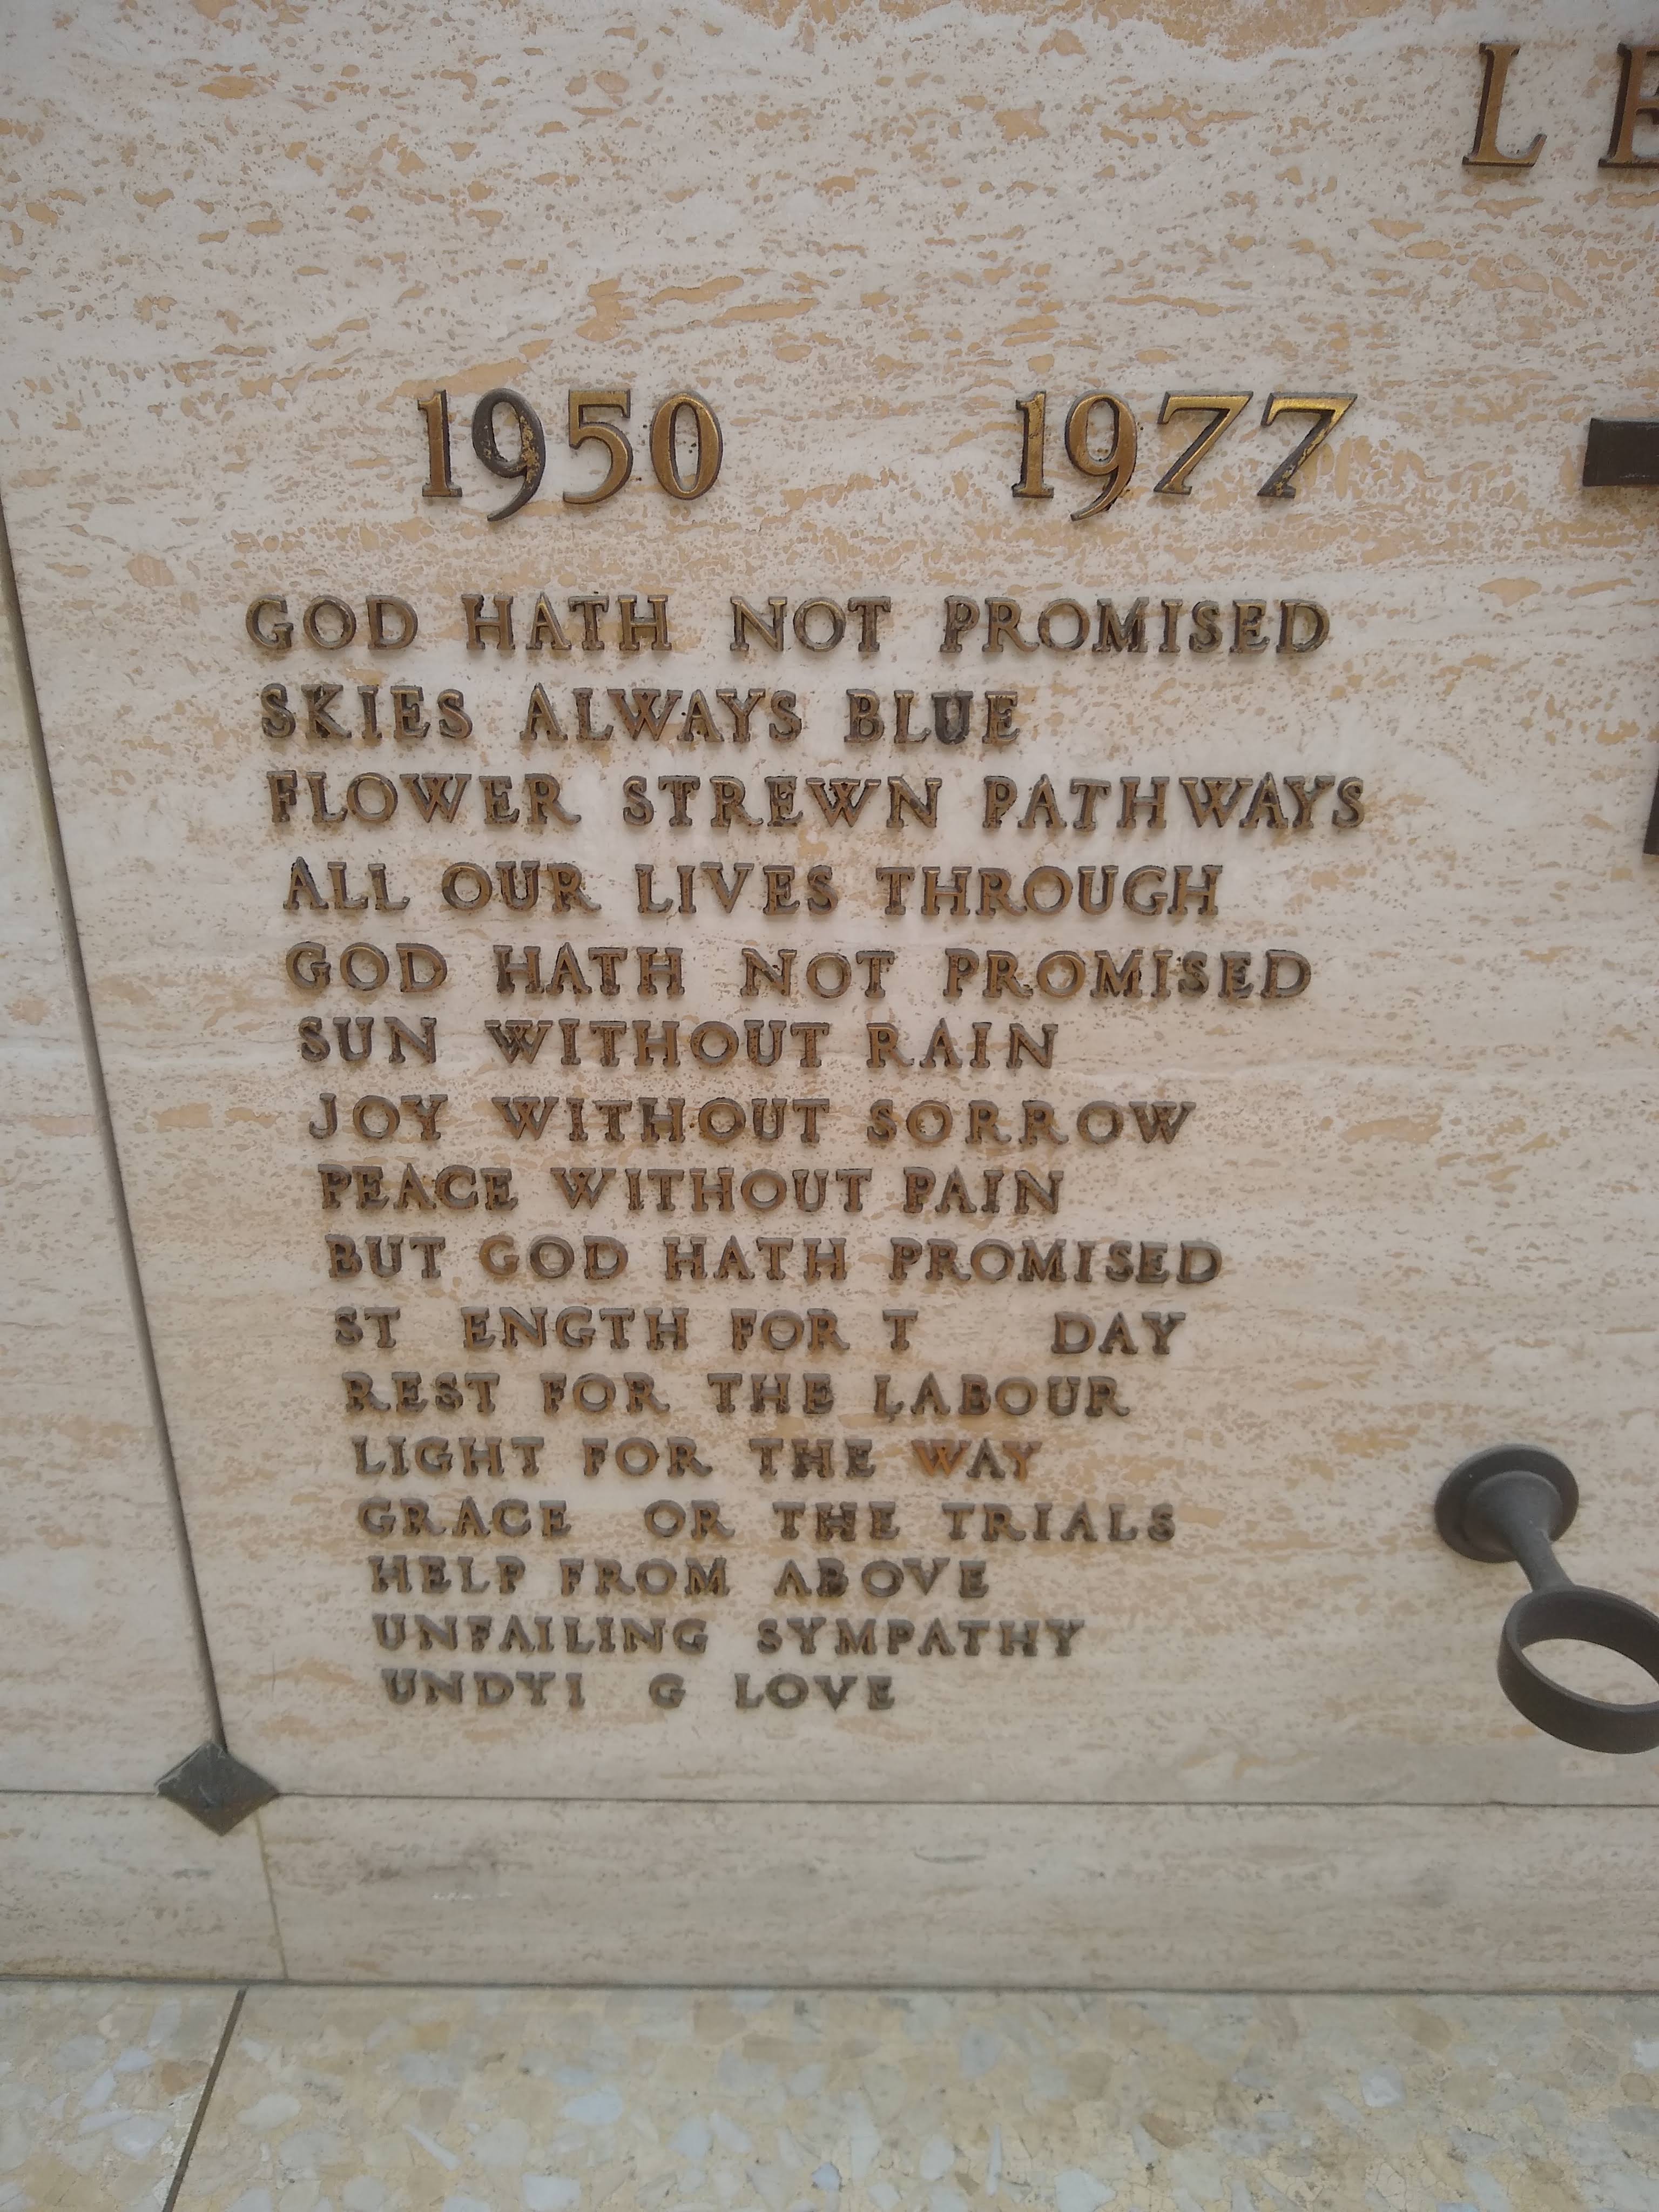 LE
1950 1977
GOD HATH NOT PROMISED
SKIES ALWAYS BLUE
FLOWER STREWN PATHWAYS
ALL OUR LIVES THROUGH
GOD HATH NOT PROMISED
SUN WITHOUT RAIN
JOY WITHOUT SORROW
PEACE WITHOUT PAIN
BUT GOD HATH PROMISED
ST ENGTH FOR T DAY
REST FOR THE LABOUR
LIGHT FOR THE WAY
GRACE OR THE TRIALS
HELP FROM ABOVE
UNFAILING SYMPATHY
UNDYI G LOVE